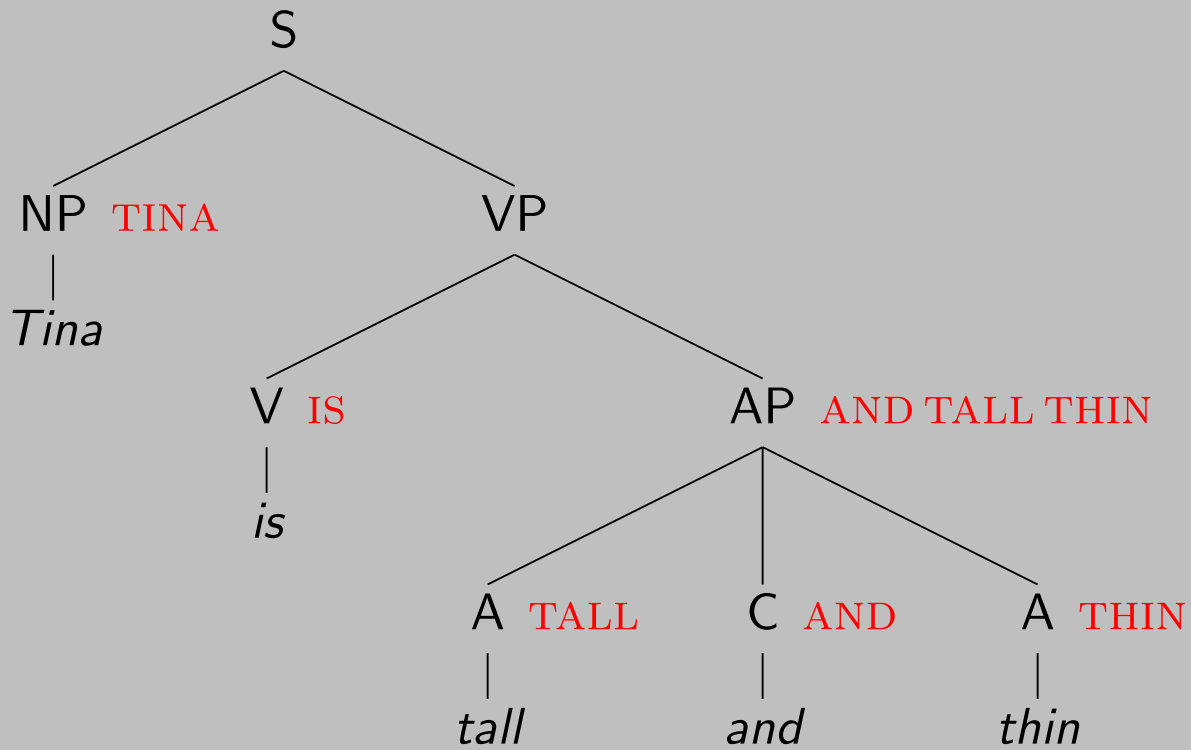 S
NP TINA VP
Tina
V IS AP AND TALL THIN
is
A TALL C AND A THIN
tall and thin